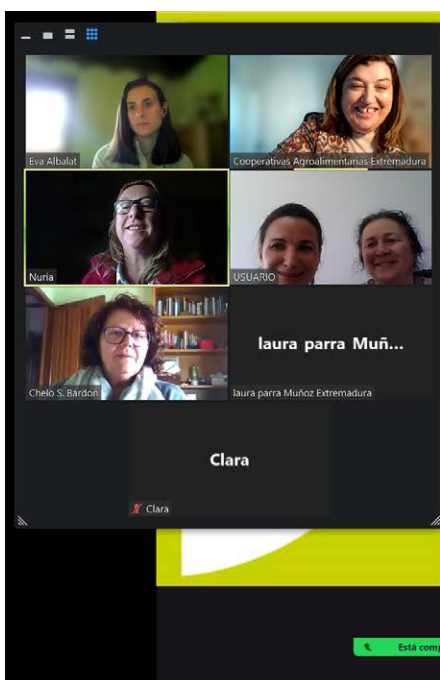 Eva Albalat
Cooperativas Agroalimentarias Extremadura
Nuria
USUARIO
Chelo S. Bardon
laura parra Muñ...
laura parra Muñoz Extremadura
Clara
Clara
Está comp